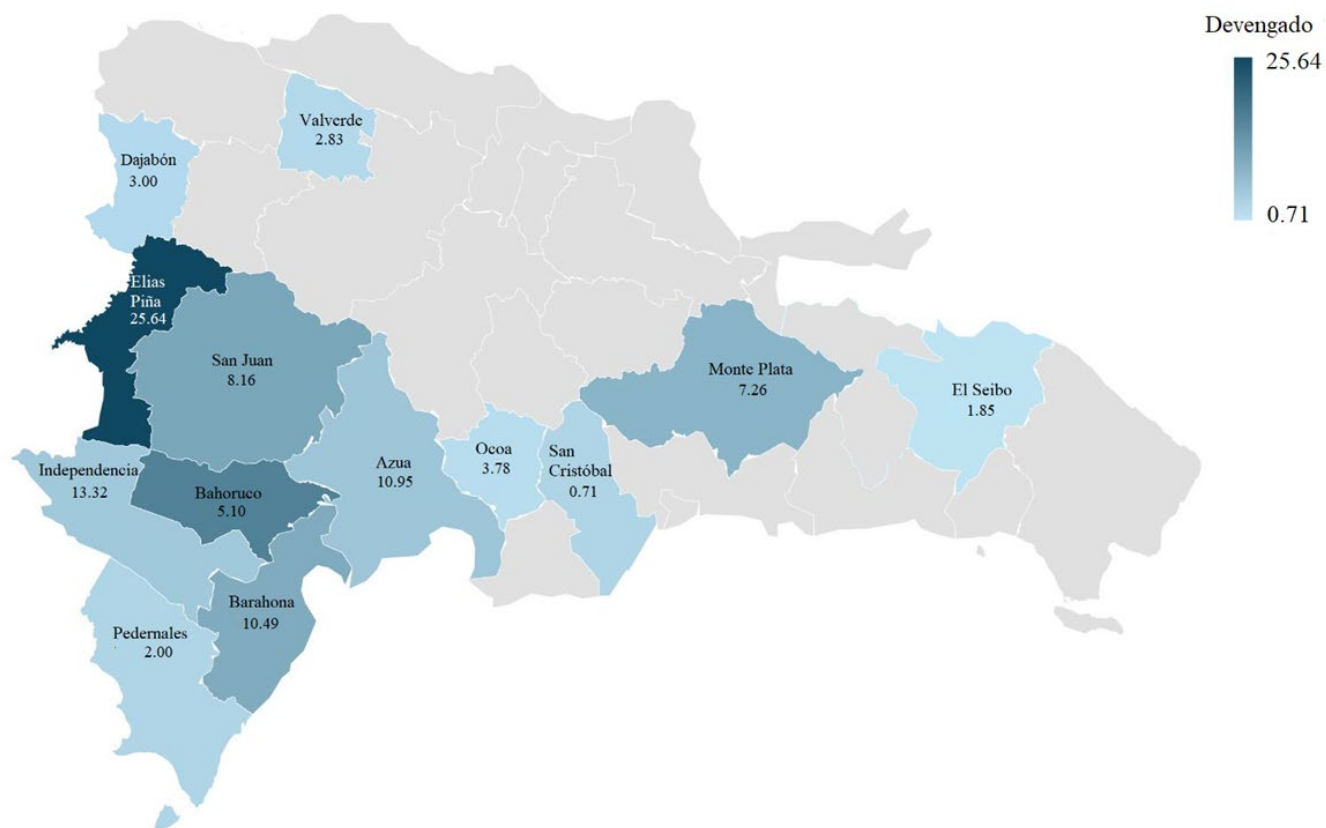 Devengado
25.64
0.71
Valverde
2.83
Dajabón
3.00
Elias
Piña
25.64
San Juan
8.16
Monte Plata
7.26
El Seibo
1.85
Independencia
13.32
Bahoruco
5.10
Azua
10.95
Ocoa
3.78
San
Cristóbal
0.71
Barahona
10.49
Pedernales
2.00